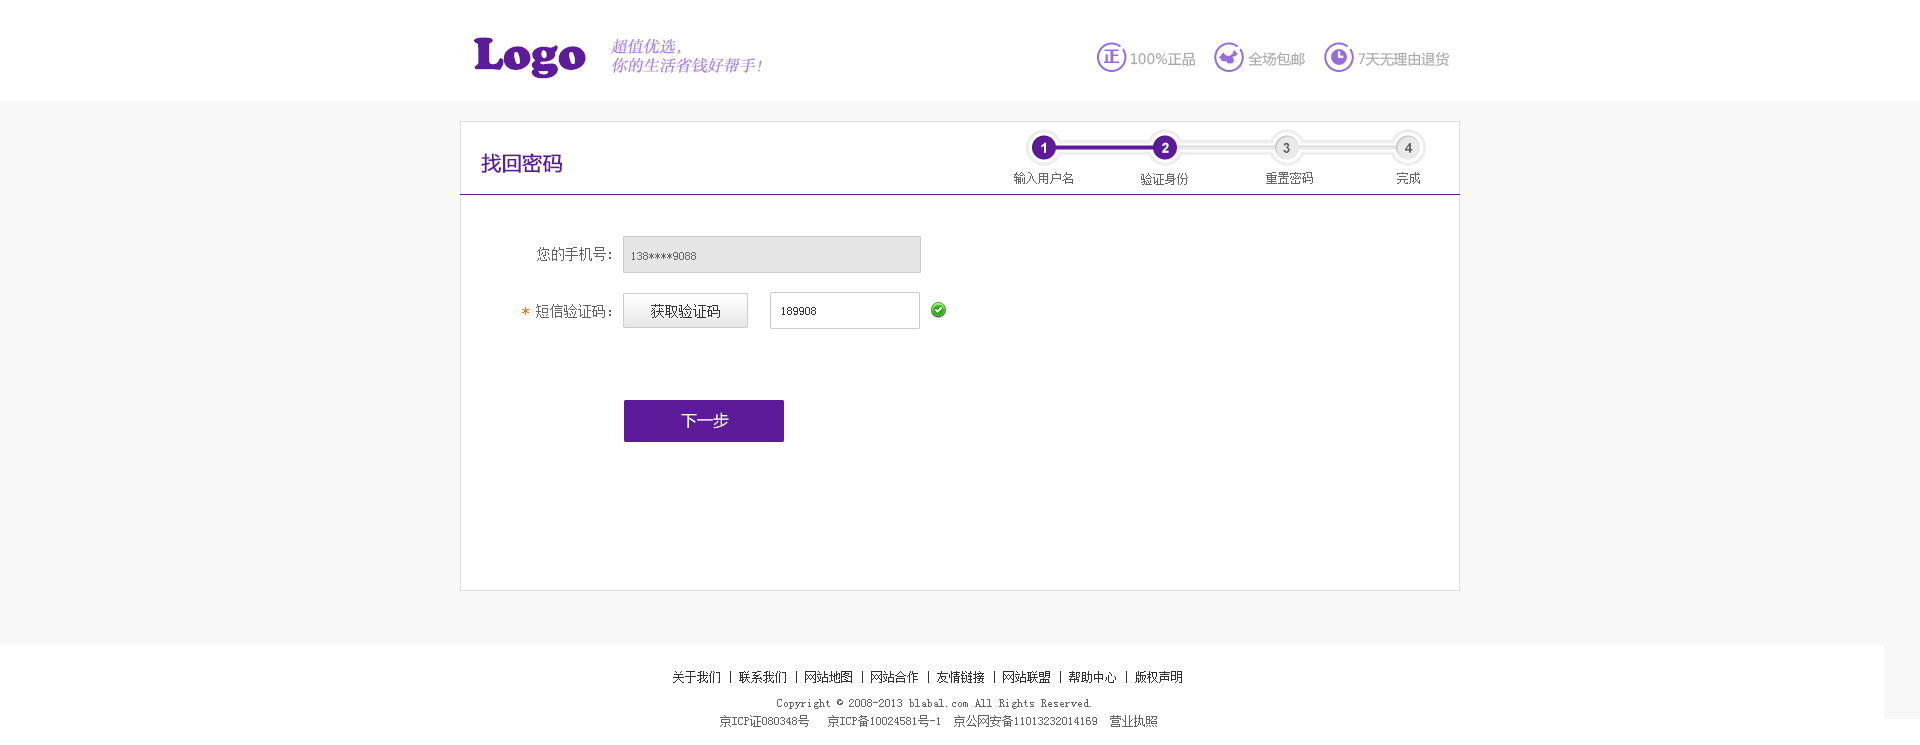 Logo
超值优选，
你的生活省钱好帮手！
正 100%正品 全场包邮 7天无理由退货
找回密码
1 2 3 4
输入用户名 验证身份 重置密码 完成
您的手机号： 138****9088
* 短信验证码： 获取验证码 189908
下一步
关于我们 | 联系我们 | 网站地图 | 网站合作 | 友情链接 | 网站联盟 | 帮助中心 | 版权声明
Copyright © 2008-2013 blabal.com All Rights Reserved.
京ICP证080348号 京ICP备10024581号-1 京公网安备11013232014169 营业执照